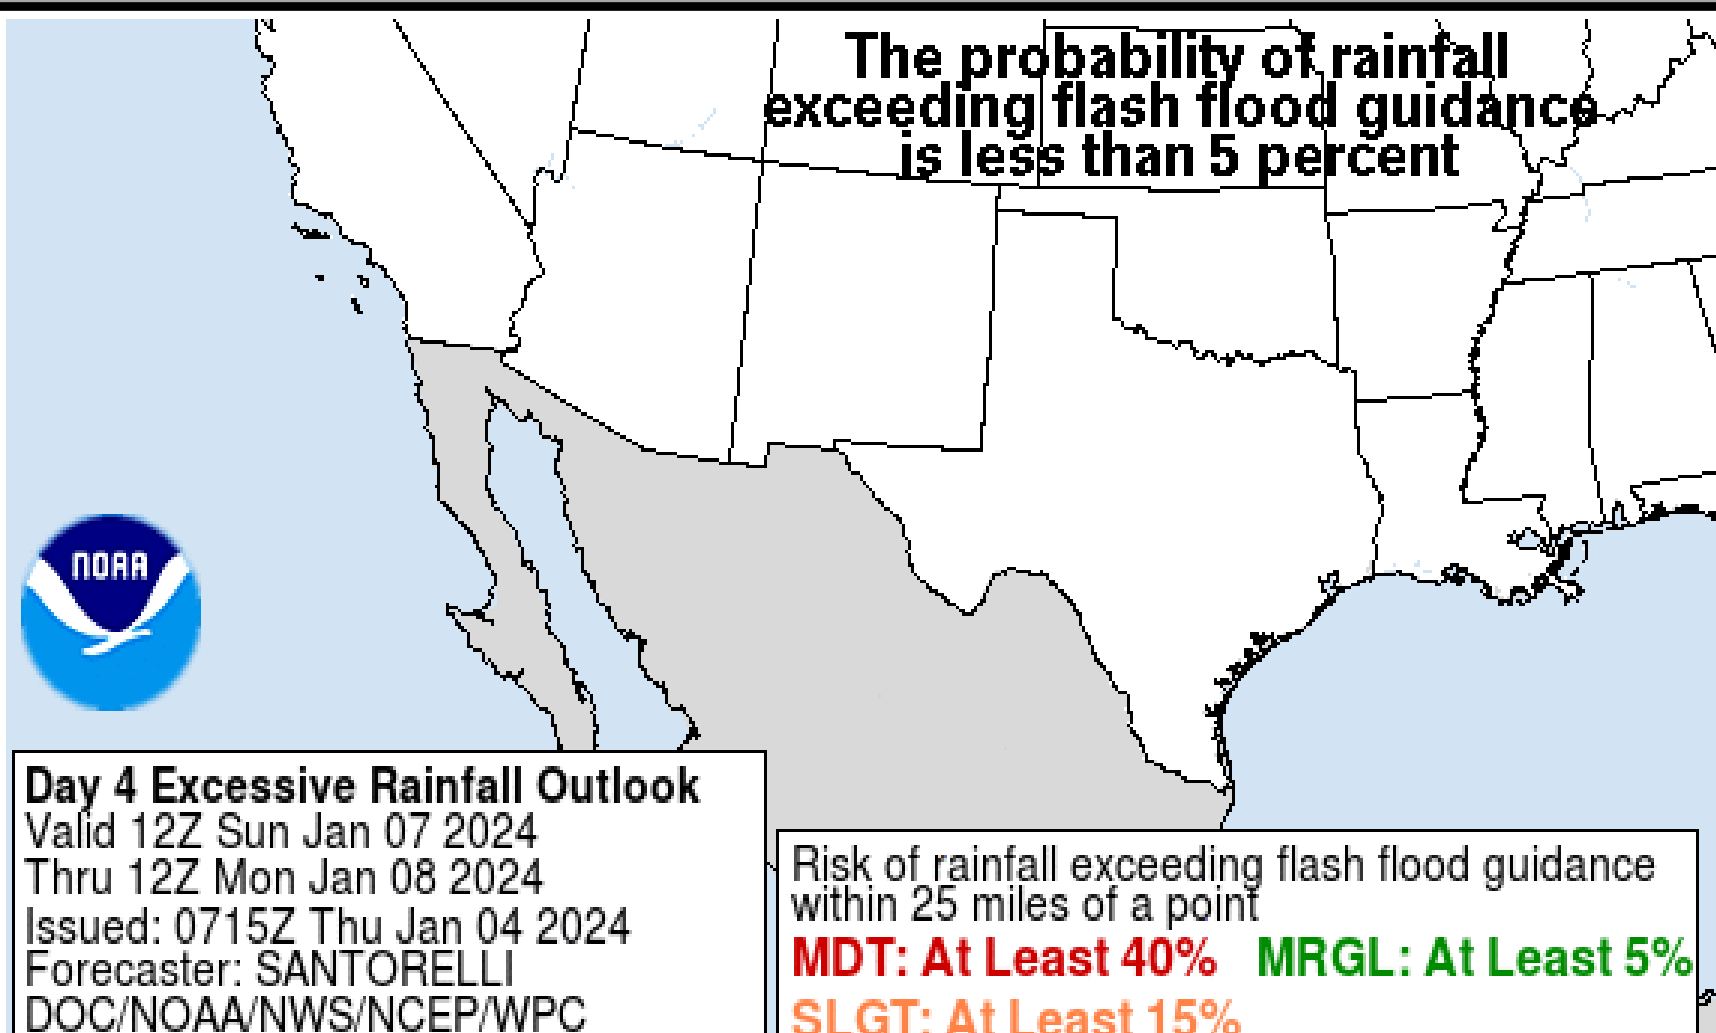 The probability of rainfall
exceeding flash flood guidance
is less than 5 percent
NOAA
Day 4 Excessive Rainfall Outlook
Valid 12Z Sun Jan 07 2024
Thru 12Z Mon Jan 08 2024
Issued: 0715Z Thu Jan 04 2024
Forecaster: SANTORELLI
DOC/NOAA/NWS/NCEP/WPC
Risk of rainfall exceeding flash flood guidance
within 25 miles of a point
MDT: At Least 40% MRGL: At Least 5%
SLGT: At Least 15%